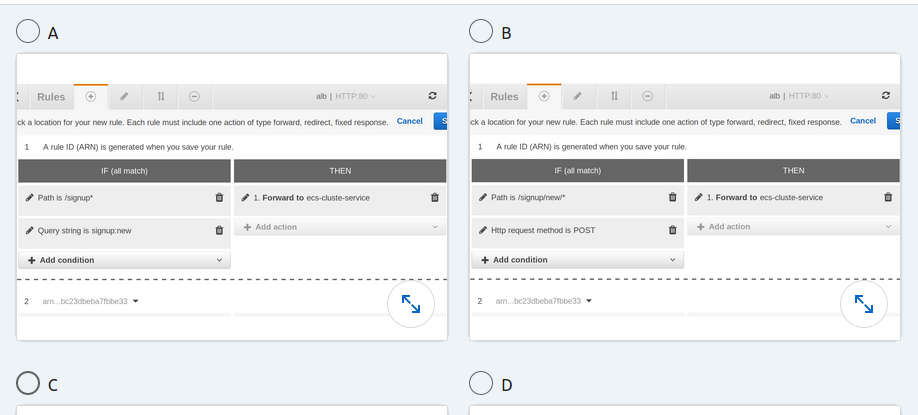 A
Rules
alb | HTTP:80
ck a location for your new rule. Each rule must include one action of type forward, redirect, fixed response. Cancel S
1 A rule ID (ARN) is generated when you save your rule.
IF (all match) THEN
Path is /signup* 1. Forward to ecs-cluste-service
Query string is signup:new + Add action
+ Add condition
2 arn...bc23dbeba7fbbe33
B
Rules
alb | HTTP:80
ck a location for your new rule. Each rule must include one action of type forward, redirect, fixed response. Cancel S
1 A rule ID (ARN) is generated when you save your rule.
IF (all match) THEN
Path is /signup/new/* 1. Forward to ecs-cluste-service
Http request method is POST + Add action
+ Add condition
2 arn...bc23dbeba7fbbe33
C
D